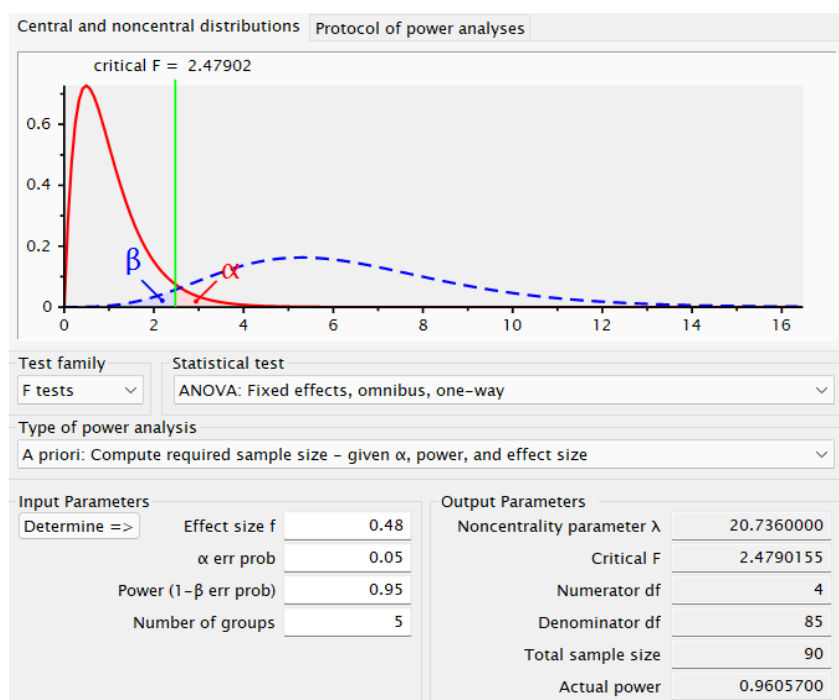 Central and noncentral distributions Protocol of power analyses
critical F = 2.47902
0.6
0.4
0.2
β α
0
0 2 4 6 8 10 12 14 16
Test family Statistical test
F tests ANOVA: Fixed effects, omnibus, one-way
Type of power analysis
A priori: Compute required sample size – given α, power, and effect size
Input Parameters Output Parameters
Determine => Effect size f 0.48 Noncentrality parameter λ 20.7360000
α err prob 0.05 Critical F 2.4790155
Power (1-β err prob) 0.95 Numerator df 4
Number of groups 5 Denominator df 85
Total sample size 90
Actual power 0.9605700